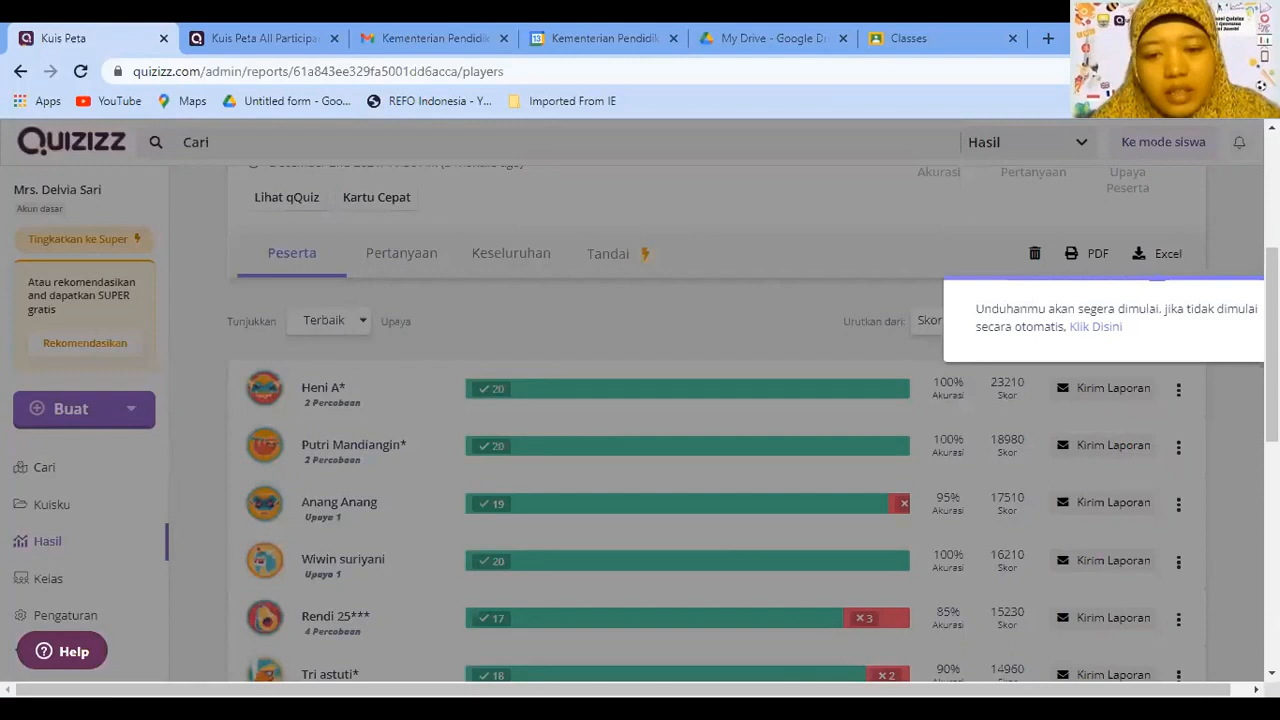 Kuis Peta
Kuis Peta All Participa
Kementerian Pendidik
Kementerian Pendidik
My Drive - Google Dr
Classes
quizizz.com/admin/reports/61a843ee329fa5001dd6acca/players
Apps
YouTube
Maps
Untitled form - Goo...
REFO Indonesia - Y...
Imported From IE
QUIZIZZ
Cari
Hasil
Ke mode siswa
Mrs. Delvia Sari
Akun dasar
Tingkatkan ke Super
Atau rekomendasikan
and dapatkan SUPER
gratis
Rekomendasikan
Buat
Cari
Kuisku
Hasil
Kelas
Pengaturan
Help
Akurasi
Pertanyaan
Upaya
Peserta
Lihat qQuiz
Kartu Cepat
Peserta
Pertanyaan
Keseluruhan
Tandai
PDF
Excel
Unduhanmu akan segera dimulai. jika tidak dimulai
secara otomatis, Klik Disini
Tunjukkan
Terbaik
Upaya
Urutkan dari:
Skor
Heni A*
2 Percobaan
20
100%
Akurasi
23210
Skor
Kirim Laporan
Putri Mandiangin*
2 Percobaan
20
100%
Akurasi
18980
Skor
Kirim Laporan
Anang Anang
Upaya 1
19
95%
Akurasi
17510
Skor
Kirim Laporan
Wiwin suriyani
Upaya 1
20
100%
Akurasi
16210
Skor
Kirim Laporan
Rendi 25***
4 Percobaan
17
3
85%
Akurasi
15230
Skor
Kirim Laporan
Tri astuti*
18
2
90%
14960
Kirim Laporan